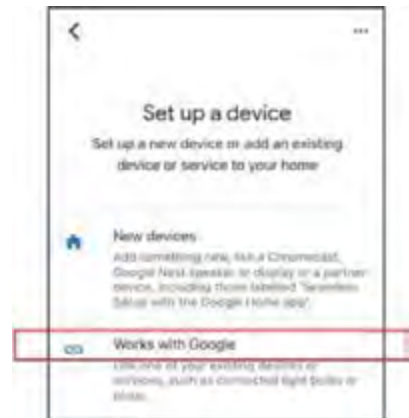 Set up a device
Set up a new device or add an existing
device or service to your home
New devices
Add something new, like a Chromecast,
Google Nest speaker or display or a partner
device, including those labeled "Seamless
Setup with the Google Home app".
Works with Google
Link one of your existing devices or
services, such as connected light bulbs or